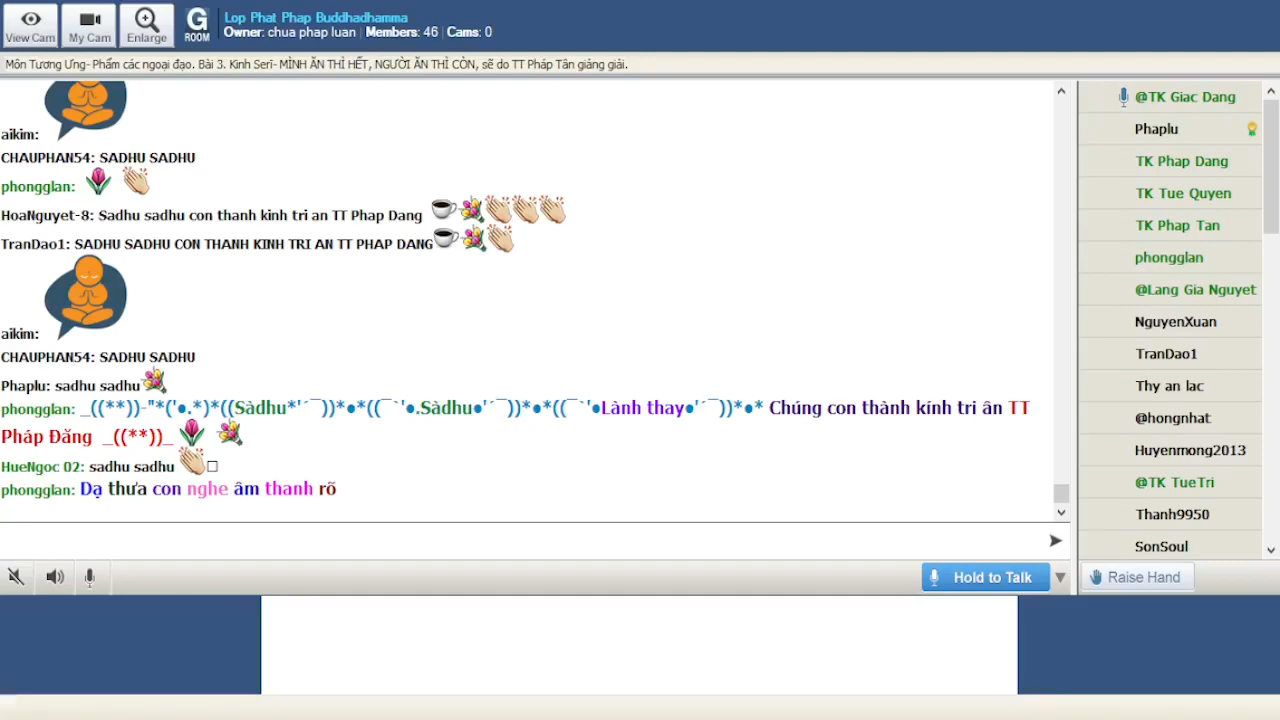 View Cam
My Cam
Enlarge
G
ROOM
Lop Phat Phap Buddhadhamma
Owner: chua phap luan | Members: 46 | Cams: 0
Môn Tương Ưng- Phẩm các ngoại đạo. Bài 3. Kinh Serī- MÌNH ĂN THÌ HẾT, NGƯỜI ĂN THÌ CÒN, sẽ do TT Pháp Tân giảng giải.
aikim:
CHAUPHAN54: SADHU SADHU
phongglan:
HoaNguyet-8: Sadhu sadhu con thanh kinh tri an TT Phap Dang
TranDao1: SADHU SADHU CON THANH KINH TRI AN TT PHAP DANG
aikim:
CHAUPHAN54: SADHU SADHU
Phaplu: sadhu sadhu
phongglan: _((**))-"*('●.*)*((Sàdhu*'´¯))*●*((¯`'●.Sàdhu●'´¯))*●*((¯`'●Lành thay●'´¯))*●* Chúng con thành kính tri ân TT
Pháp Đăng _((**))_
HueNgoc 02: sadhu sadhu
phongglan: Dạ thưa con nghe âm thanh rõ
@TK Giac Dang
Phaplu
TK Phap Dang
TK Tue Quyen
TK Phap Tan
phongglan
@Lang Gia Nguyet
NguyenXuan
TranDao1
Thy an lac
@hongnhat
Huyenmong2013
@TK TueTri
Thanh9950
SonSoul
Hold to Talk
Raise Hand